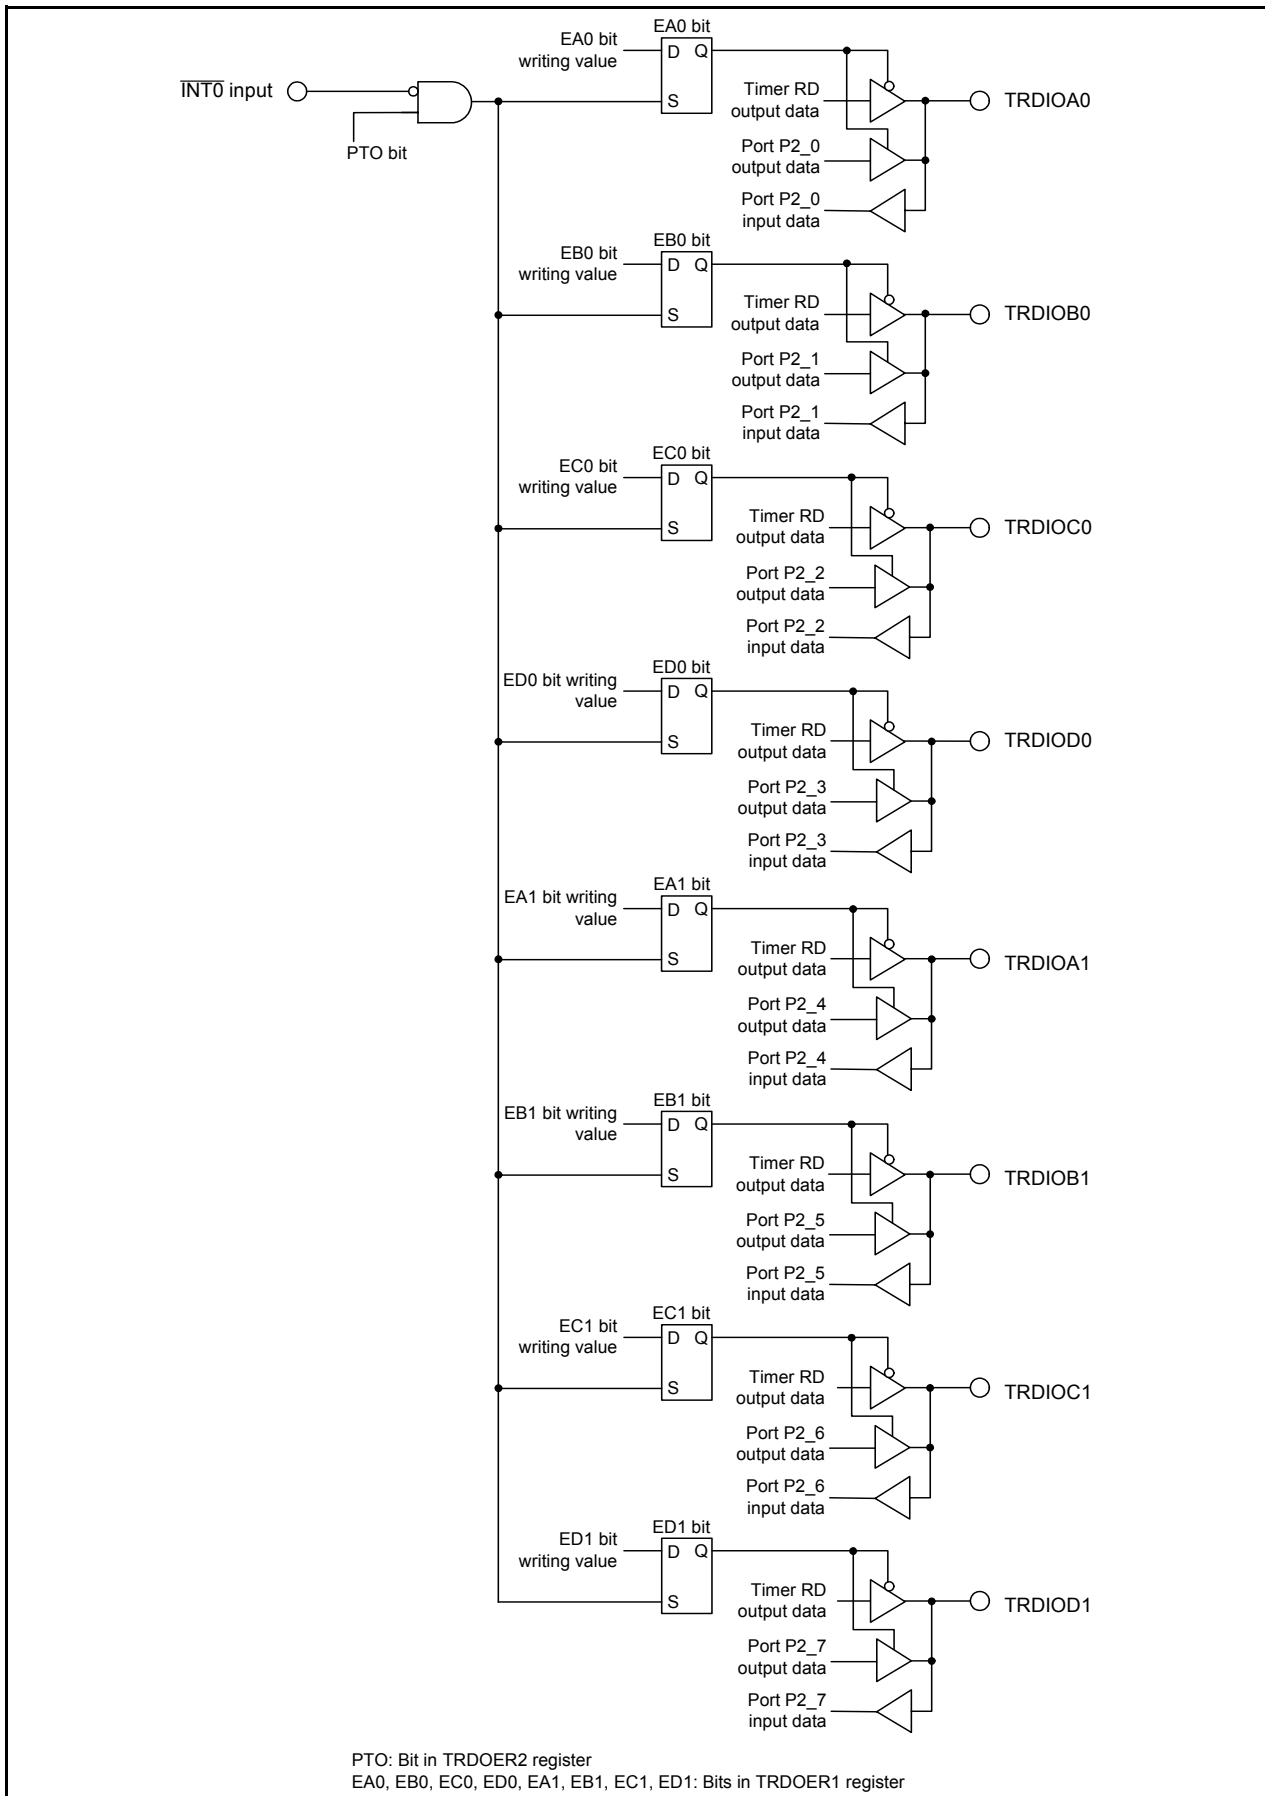 EA0 bit
EA0 bit
writing value
D Q
S
INT0 input
PTO bit
Timer RD
output data
TRDIOA0
Port P2_0
output data
Port P2_0
input data
EB0 bit
EB0 bit
writing value
D Q
S
Timer RD
output data
TRDIOB0
Port P2_1
output data
Port P2_1
input data
EC0 bit
EC0 bit
writing value
D Q
S
Timer RD
output data
TRDIOC0
Port P2_2
output data
Port P2_2
input data
ED0 bit
ED0 bit writing
value
D Q
S
Timer RD
output data
TRDIOD0
Port P2_3
output data
Port P2_3
input data
EA1 bit
EA1 bit writing
value
D Q
S
Timer RD
output data
TRDIOA1
Port P2_4
output data
Port P2_4
input data
EB1 bit
EB1 bit writing
value
D Q
S
Timer RD
output data
TRDIOB1
Port P2_5
output data
Port P2_5
input data
EC1 bit
EC1 bit
writing value
D Q
S
Timer RD
output data
TRDIOC1
Port P2_6
output data
Port P2_6
input data
ED1 bit
ED1 bit
writing value
D Q
S
Timer RD
output data
TRDIOD1
Port P2_7
output data
Port P2_7
input data
PTO: Bit in TRDOER2 register
EA0, EB0, EC0, ED0, EA1, EB1, EC1, ED1: Bits in TRDOER1 register